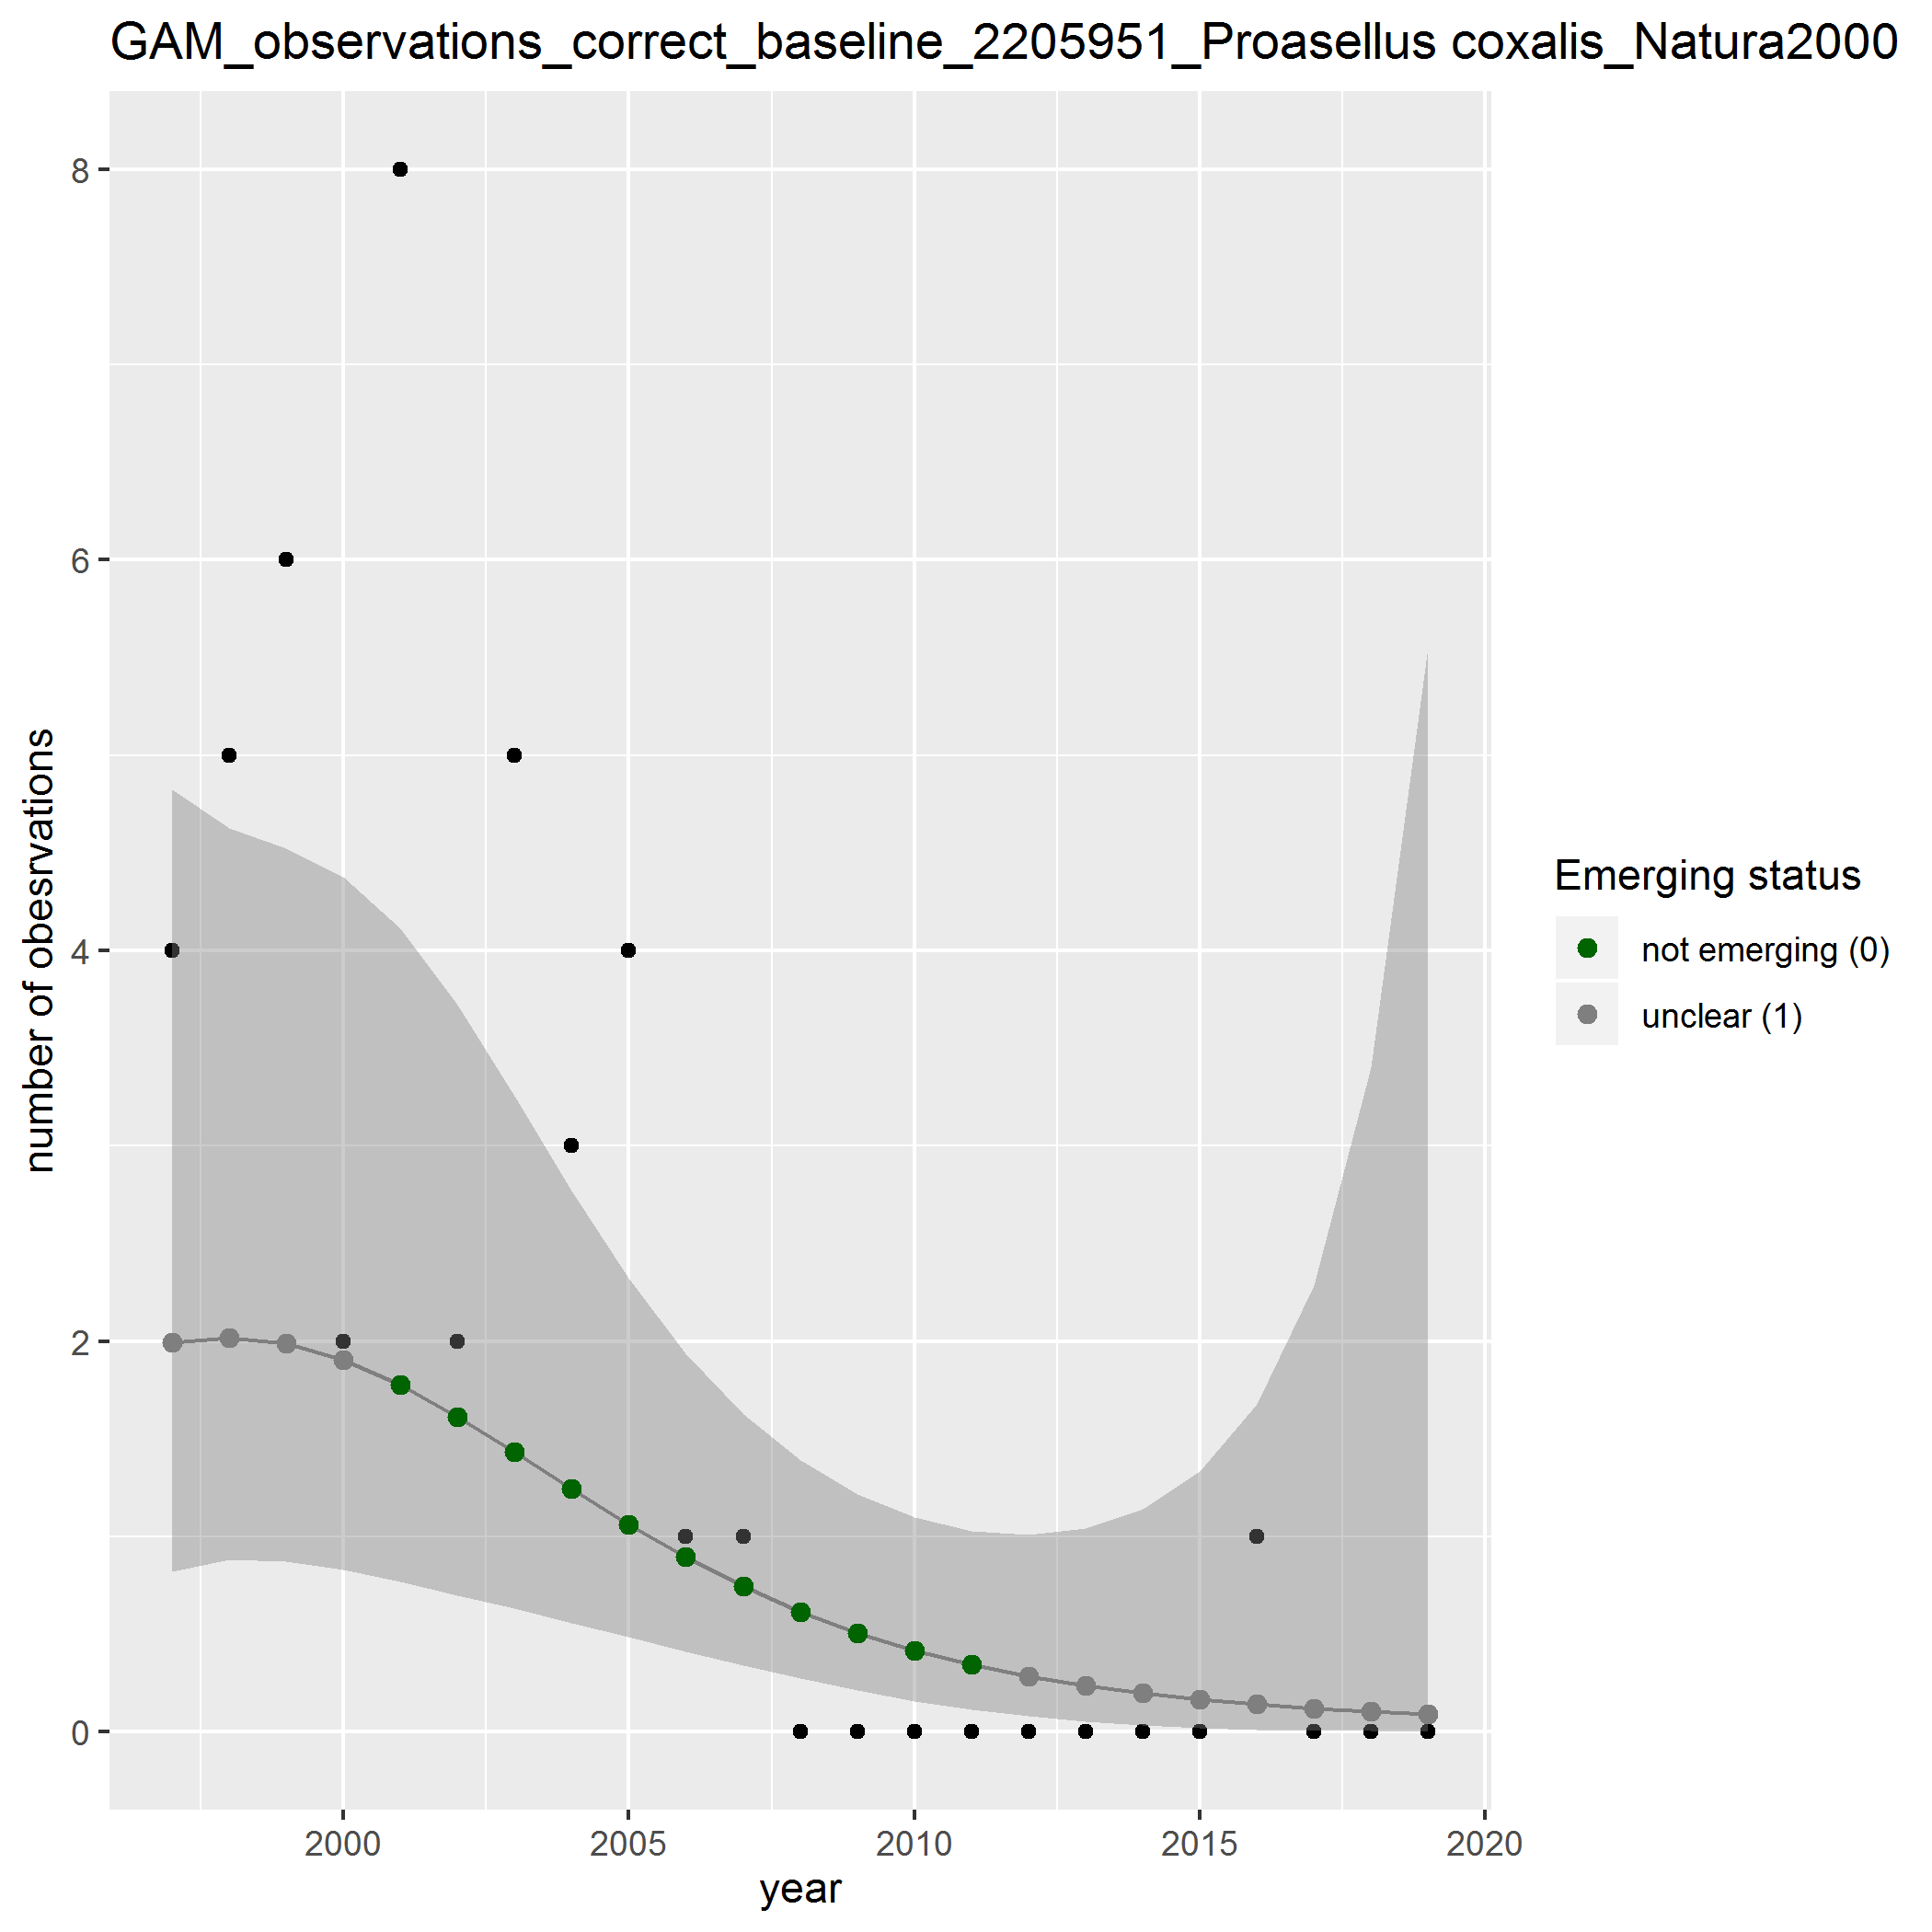 GAM_observations_correct_baseline_2205951_Proasellus coxalis_Natura2000
8
6
4
2
0
number of obesrvations
2000
2005
2010
2015
2020
year
Emerging status
not emerging (0)
unclear (1)